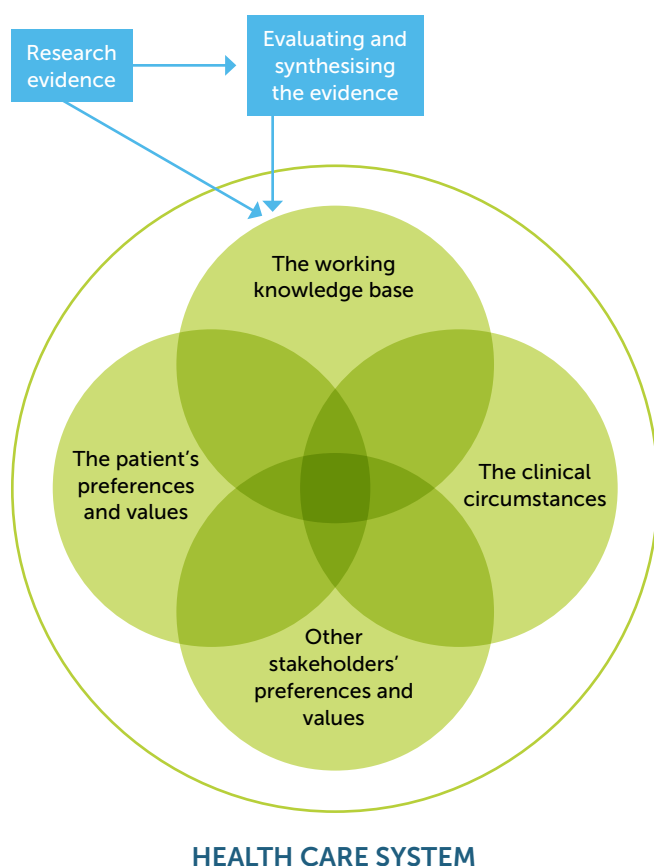 Research
evidence
Evaluating and
synthesising
the evidence
The working
knowledge base
The patient’s
preferences
and values
The clinical
circumstances
Other
stakeholders’
preferences and
values
HEALTH CARE SYSTEM